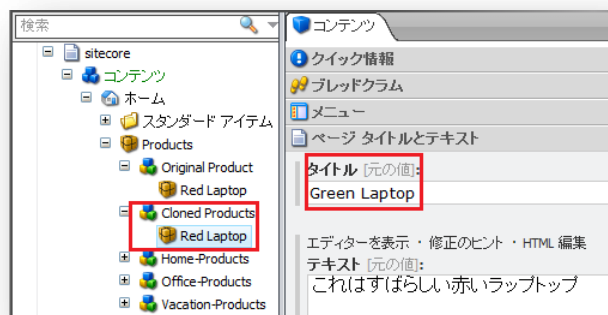 検索
sitecore
コンテンツ
ホーム
スタンダード アイテム
Products
Original Product
Red Laptop
Cloned Products
Red Laptop
Home-Products
Office-Products
Vacation-Products
コンテンツ
クイック情報
ブレッドクラム
メニュー
ページ タイトルとテキスト
タイトル [元の値]:
Green Laptop
エディターを表示 ・ 修正のヒント ・ HTML 編集
テキスト [元の値]:
これはすばらしい赤いラップトップ